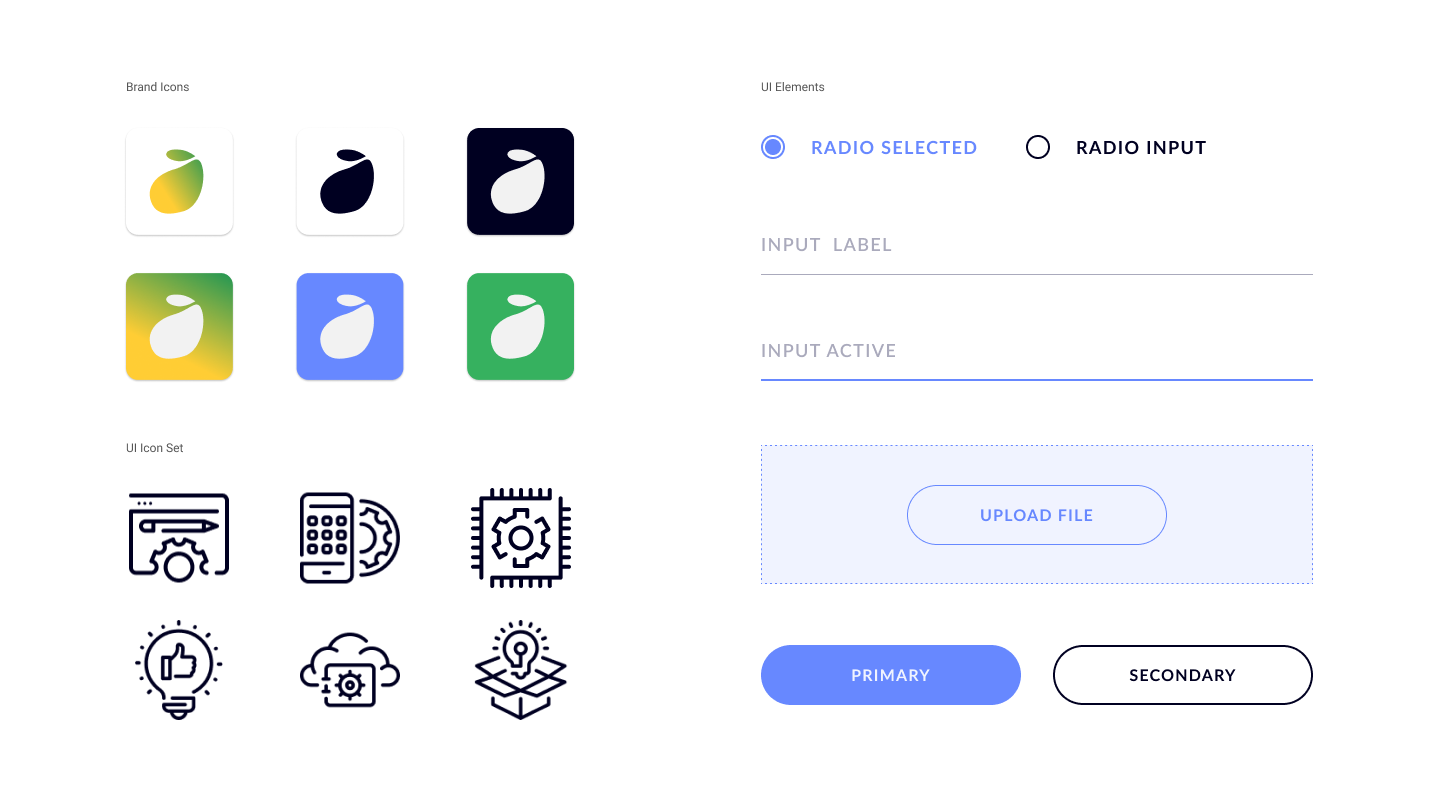 Brand Icons
UI Elements
RADIO SELECTED
RADIO INPUT
INPUT  LABEL
INPUT ACTIVE
UI Icon Set
UPLOAD FILE
PRIMARY
SECONDARY